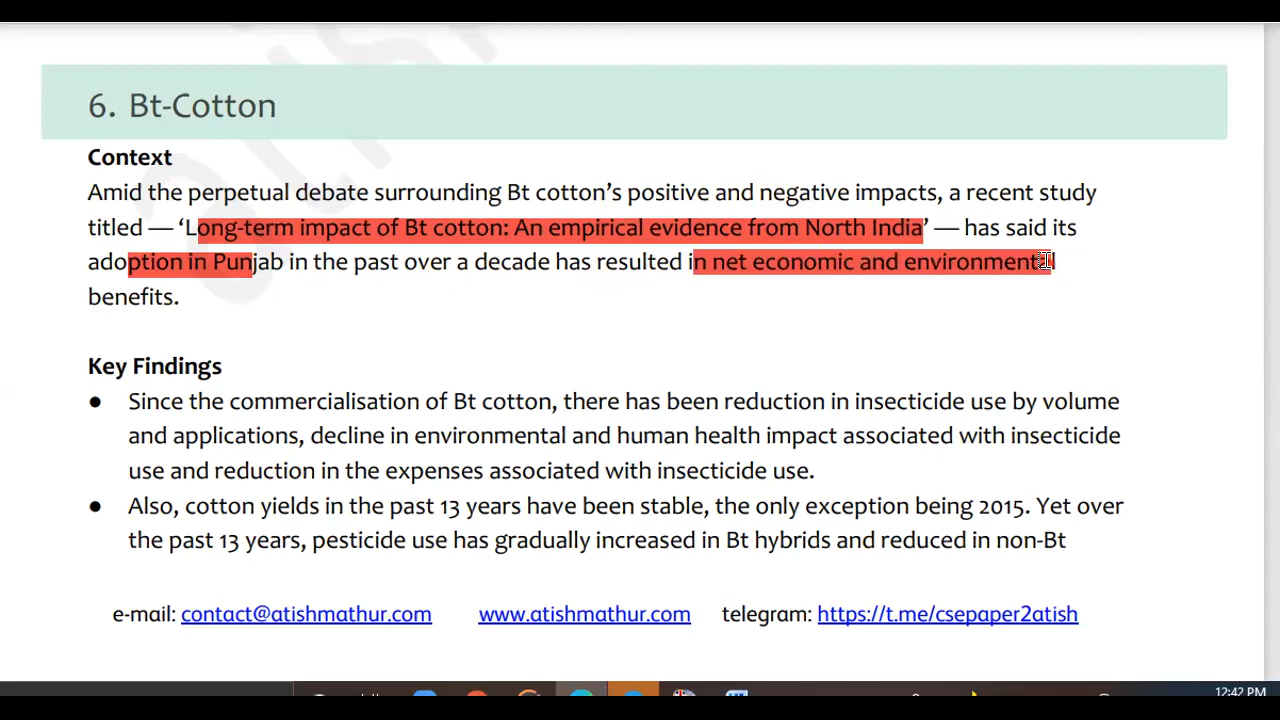 6. Bt-Cotton
Context
Amid the perpetual debate surrounding Bt cotton’s positive and negative impacts, a recent study
titled — ‘Long-term impact of Bt cotton: An empirical evidence from North India’ — has said its
adoption in Punjab in the past over a decade has resulted in net economic and environmental
benefits.
Key Findings
● Since the commercialisation of Bt cotton, there has been reduction in insecticide use by volume
and applications, decline in environmental and human health impact associated with insecticide
use and reduction in the expenses associated with insecticide use.
● Also, cotton yields in the past 13 years have been stable, the only exception being 2015. Yet over
the past 13 years, pesticide use has gradually increased in Bt hybrids and reduced in non-Bt
e-mail: contact@atishmathur.com www.atishmathur.com telegram: https://t.me/csepaper2atish
12:42 PM